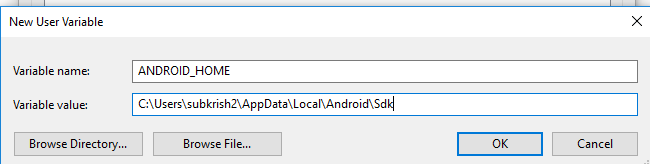 New User Variable
Variable name: ANDROID_HOME
Variable value: C:\Users\subkrish2\AppData\Local\Android\Sdk
Browse Directory... Browse File... OK Cancel